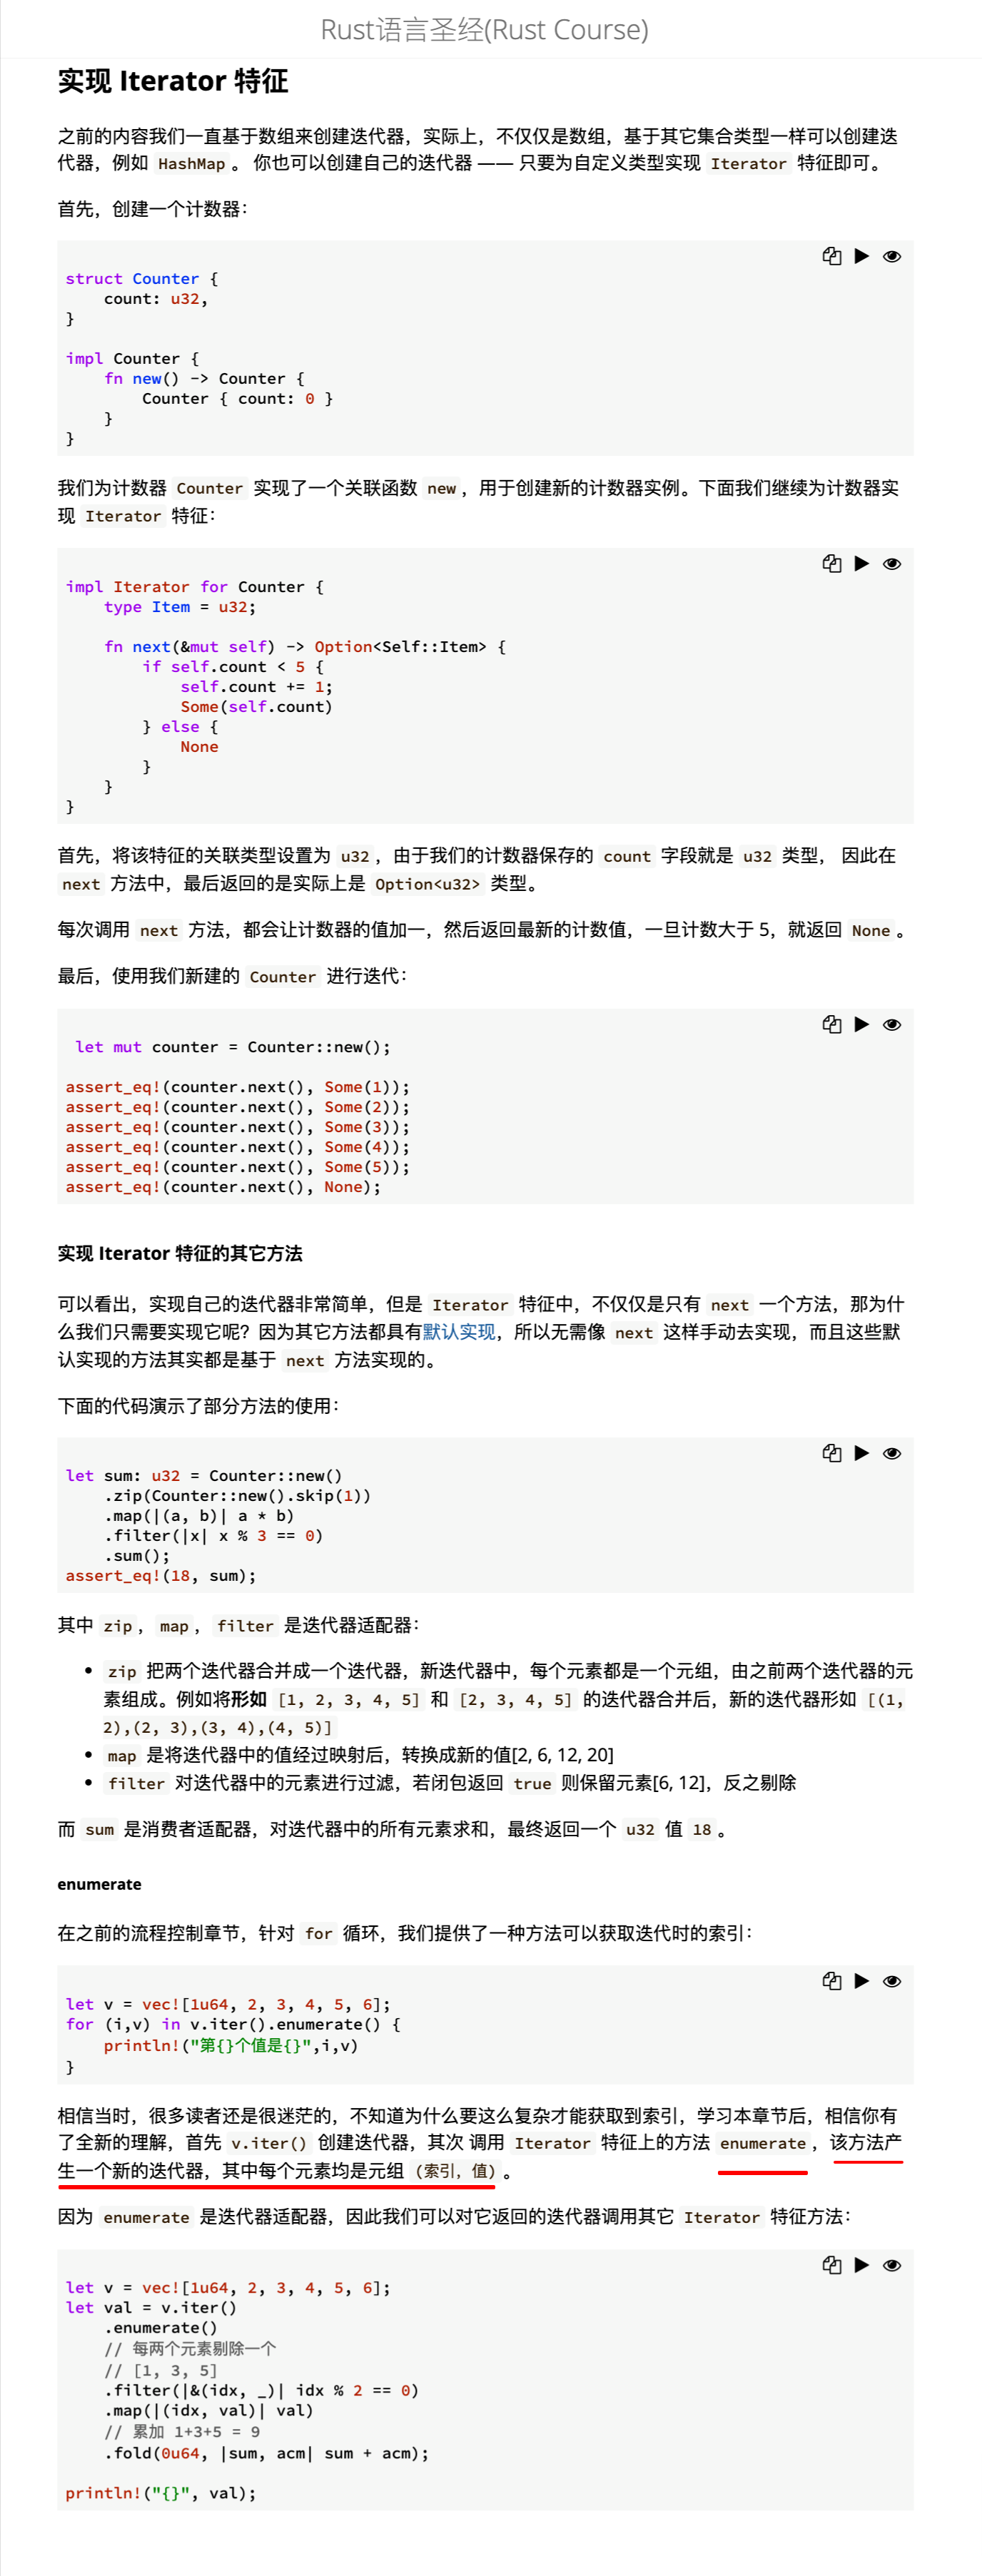 Rust语言圣经(Rust Course)
实现 Iterator 特征
之前的内容我们一直基于数组来创建迭代器，实际上，不仅仅是数组，基于其它集合类型一样可以创建迭
代器，例如 HashMap 。 你也可以创建自己的迭代器 —— 只要为自定义类型实现 Iterator 特征即可。
首先，创建一个计数器：
struct Counter {
    count: u32,
}
impl Counter {
    fn new() -> Counter {
        Counter { count: 0 }
    }
}
我们为计数器 Counter 实现了一个关联函数 new ，用于创建新的计数器实例。下面我们继续为计数器实
现 Iterator 特征：
impl Iterator for Counter {
    type Item = u32;
    fn next(&mut self) -> Option<Self::Item> {
        if self.count < 5 {
            self.count += 1;
            Some(self.count)
        } else {
            None
        }
    }
}
首先，将该特征的关联类型设置为 u32 ，由于我们的计数器保存的 count 字段就是 u32 类型， 因此在
next 方法中，最后返回的是实际上是 Option<u32> 类型。
每次调用 next 方法，都会让计数器的值加一，然后返回最新的计数值，一旦计数大于 5，就返回 None 。
最后，使用我们新建的 Counter 进行迭代：
 let mut counter = Counter::new();
assert_eq!(counter.next(), Some(1));
assert_eq!(counter.next(), Some(2));
assert_eq!(counter.next(), Some(3));
assert_eq!(counter.next(), Some(4));
assert_eq!(counter.next(), Some(5));
assert_eq!(counter.next(), None);
实现 Iterator 特征的其它方法
可以看出，实现自己的迭代器非常简单，但是 Iterator 特征中，不仅仅是只有 next 一个方法，那为什
么我们只需要实现它呢？因为其它方法都具有默认实现，所以无需像 next 这样手动去实现，而且这些默
认实现的方法其实都是基于 next 方法实现的。
下面的代码演示了部分方法的使用：
let sum: u32 = Counter::new()
    .zip(Counter::new().skip(1))
    .map(|(a, b)| a * b)
    .filter(|x| x % 3 == 0)
    .sum();
assert_eq!(18, sum);
其中 zip ， map ， filter 是迭代器适配器：
• zip 把两个迭代器合并成一个迭代器，新迭代器中，每个元素都是一个元组，由之前两个迭代器的元
素组成。例如将形如 [1, 2, 3, 4, 5] 和 [2, 3, 4, 5] 的迭代器合并后，新的迭代器形如 [(1,
2),(2, 3),(3, 4),(4, 5)]
• map 是将迭代器中的值经过映射后，转换成新的值[2, 6, 12, 20]
• filter 对迭代器中的元素进行过滤，若闭包返回 true 则保留元素[6, 12]，反之剔除
而 sum 是消费者适配器，对迭代器中的所有元素求和，最终返回一个 u32 值 18 。
enumerate
在之前的流程控制章节，针对 for 循环，我们提供了一种方法可以获取迭代时的索引：
let v = vec![1u64, 2, 3, 4, 5, 6];
for (i,v) in v.iter().enumerate() {
    println!("第{}个值是{}",i,v)
}
相信当时，很多读者还是很迷茫的，不知道为什么要这么复杂才能获取到索引，学习本章节后，相信你有
了全新的理解，首先 v.iter() 创建迭代器，其次 调用 Iterator 特征上的方法 enumerate ，该方法产
生一个新的迭代器，其中每个元素均是元组 (索引，值) 。
因为 enumerate 是迭代器适配器，因此我们可以对它返回的迭代器调用其它 Iterator 特征方法：
let v = vec![1u64, 2, 3, 4, 5, 6];
let val = v.iter()
    .enumerate()
    // 每两个元素剔除一个
    // [1, 3, 5]
    .filter(|&(idx, _)| idx % 2 == 0)
    .map(|(idx, val)| val)
    // 累加 1+3+5 = 9
    .fold(0u64, |sum, acm| sum + acm);
println!("{}", val);